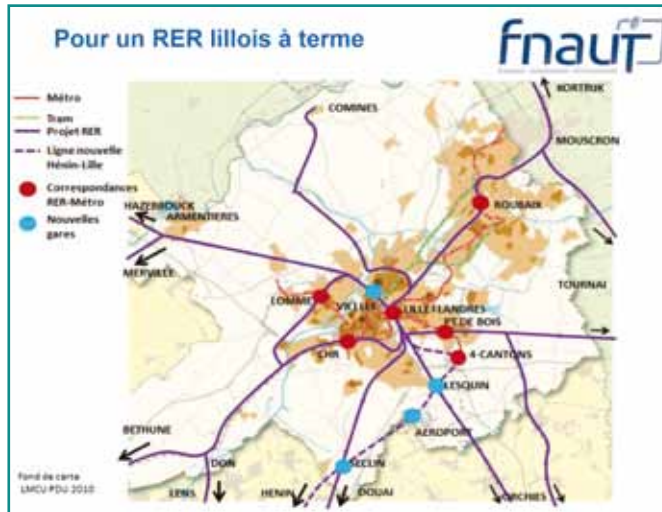 Pour un RER lillois à terme
fnaut
Métro
Tram
Projet RER
Ligne nouvelle
Hénin-Lille
Correspondances
RER-Métro
Nouvelles
gares
COMINES
KORTRIJK
MOUSCRON
HAZEBROUCK
ARMENTIERES
ROUBAIX
MERVILLE
TOURNAI
LOMME
LILLE FLANDRES
PT DE BOIS
CHR
4-CANTONS
LESQUIN
AEROPORT
BETHUNE
DON
SECLIN
LENS
HENIN
DOUAI
ORCHIES
Fond de carte
LMCU-PDU 2010